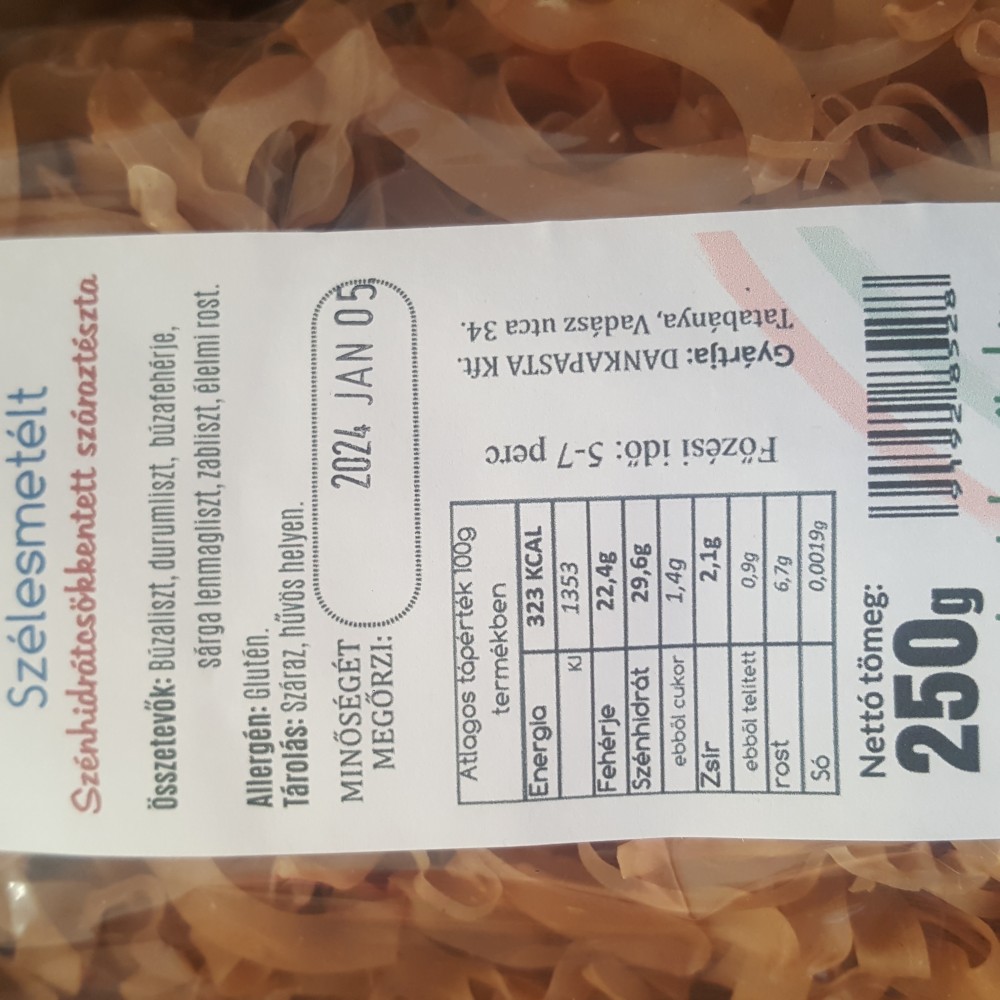 Szélesmetélt
Szénhidrátcsökkentett száraztészta
Összetevők: Búzaliszt, durumliszt, búzafehérje,
sárga lenmagliszt, zabliszt, élelmi rost.
Allergén: Glutén.
Tárolás: Száraz, hűvös helyen.
MINŐSÉGÉT
MEGŐRZI:
2024 JAN 05
Átlagos tápérték 100g
termékben
Energia 323 KCAL
KJ 1353
Fehérje 22,4g
Szénhidrát 29,6g
ebből cukor 1,4g
Zsír 2,1g
ebből telített 0,9g
rost 6,7g
Só 0,0019g
Főzési idő: 5-7 perc
Gyártja: DANKAPASTA Kft.
Tatabánya, Vadász utca 34.
Nettó tömeg:
250g